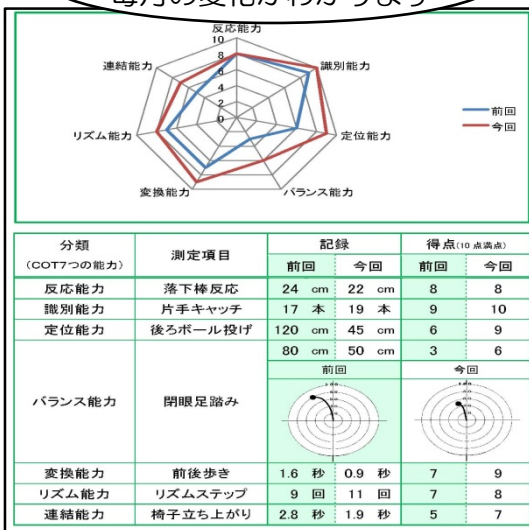 毎月の変化がわかります
反応能力
10
8
6
4
2
0
識別能力
定位能力
バランス能力
変換能力
リズム能力
連結能力
前回
今回
分類 測定項目 記録 得点(10点満点)
(COT7つの能力) 前回 今回 前回 今回
反応能力 落下棒反応 24 cm 22 cm 8 8
識別能力 片手キャッチ 17 本 19 本 9 10
定位能力 後ろボール投げ 120 cm 45 cm 6 9
バランス能力 閉眼足踏み 80 cm 50 cm 3 6
前回 今回
変換能力 前後歩き 1.6 秒 0.9 秒 7 9
リズム能力 リズムステップ 9 回 11 回 7 8
連結能力 椅子立ち上がり 2.8 秒 1.9 秒 5 7